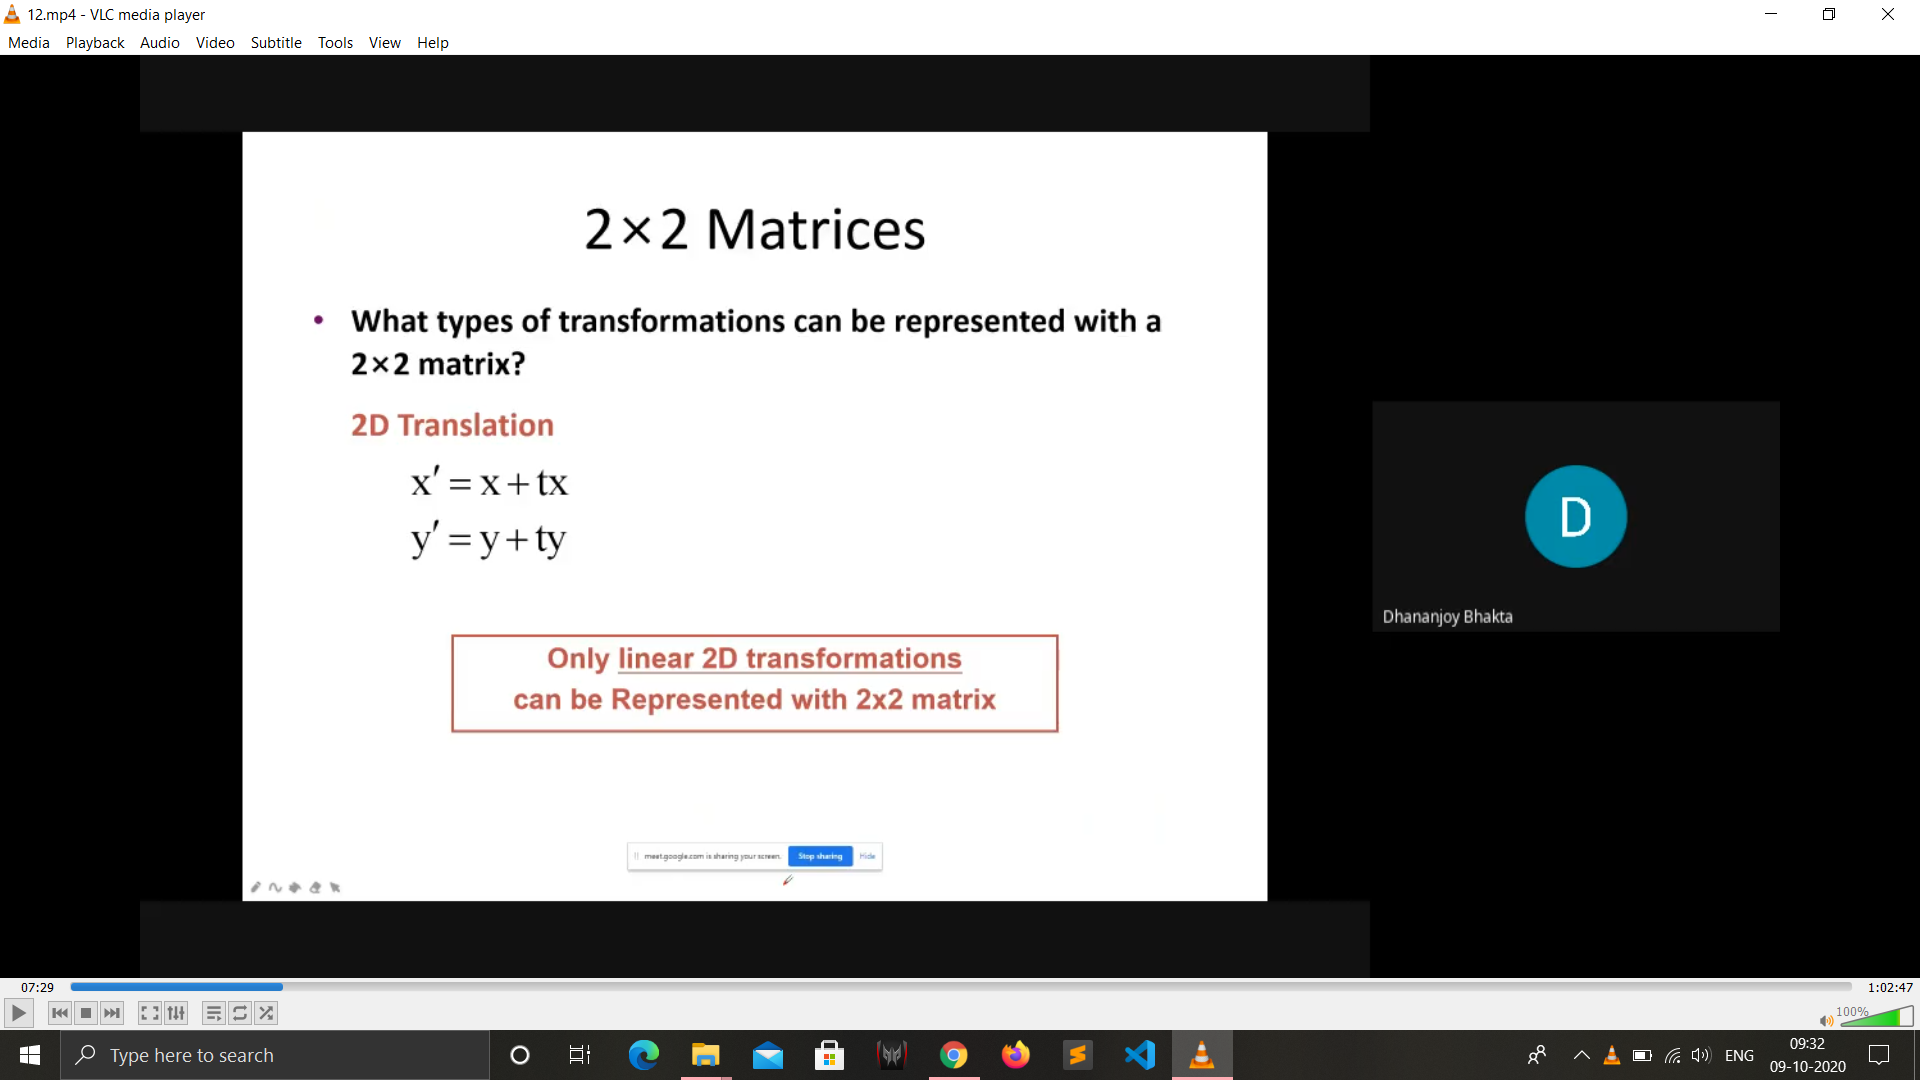 12.mp4 - VLC media player
Media Playback Audio Video Subtitle Tools View Help
2×2 Matrices
• What types of transformations can be represented with a
2×2 matrix?
2D Translation
x′ = x + tx
y′ = y + ty
Only linear 2D transformations
can be Represented with 2x2 matrix
D
Dhananjoy Bhakta
meet.google.com is sharing your screen. Stop sharing Hide
07:29
1:02:47
100%
Type here to search
ENG
09:32
09-10-2020